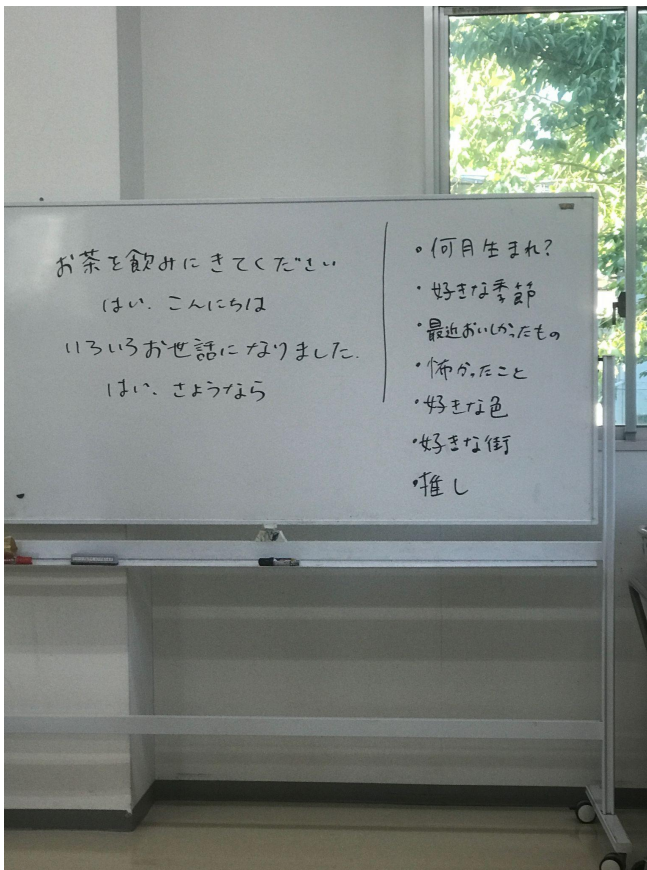 お茶を飲みにきてください
はい、こんにちは
いろいろお世話になりました.
はい、さようなら
・何月生まれ?
・好きな季節
・最近おいしかったもの
・怖かったこと
・好きな色
・好きな街
・推し